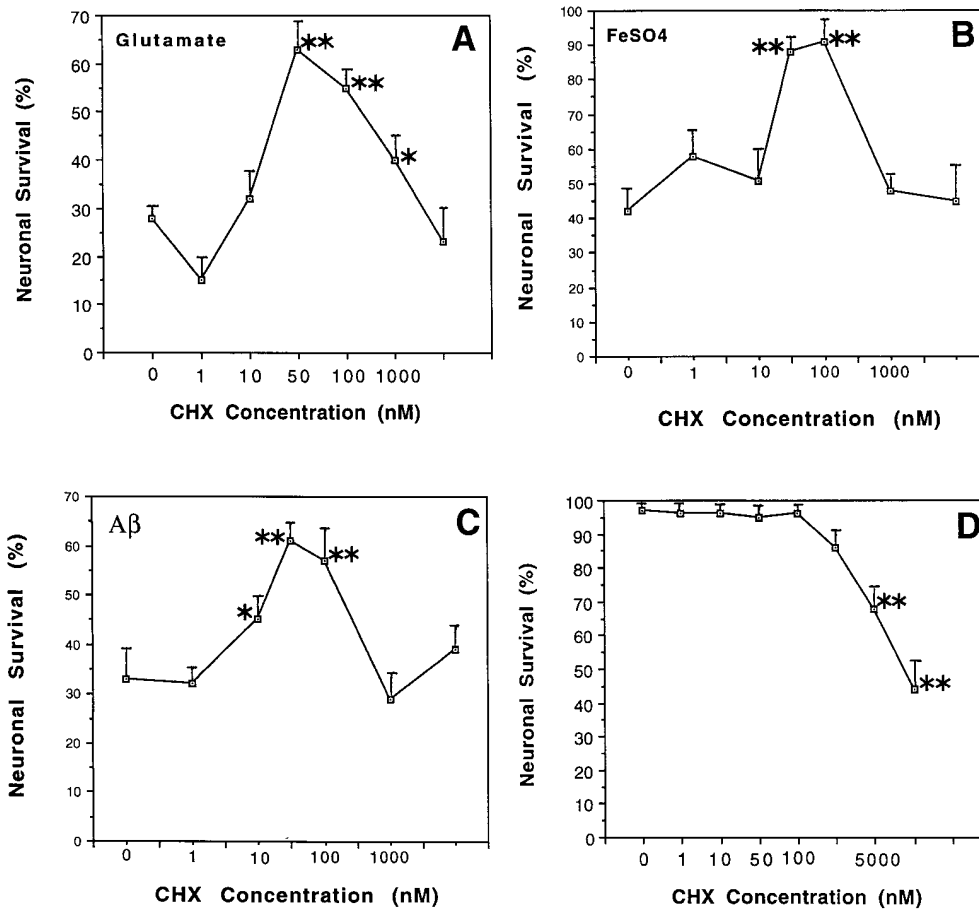 Glutamate
A
**
**
*
70
60
50
40
30
20
10
0
Neuronal Survival (%)
0 1 10 50 100 1000
CHX Concentration (nM)
FeSO4
B
**
**
100
90
80
70
60
50
40
30
20
10
0
Neuronal Survival (%)
0 1 10 100 1000
CHX Concentration (nM)
Aβ
C
**
**
*
70
60
50
40
30
20
10
0
Neuronal Survival (%)
0 1 10 100 1000
CHX Concentration (nM)
D
**
**
100
90
80
70
60
50
45
40
30
20
10
0
Neuronal Survival (%)
0 1 10 50 100 5000
CHX Concentration (nM)